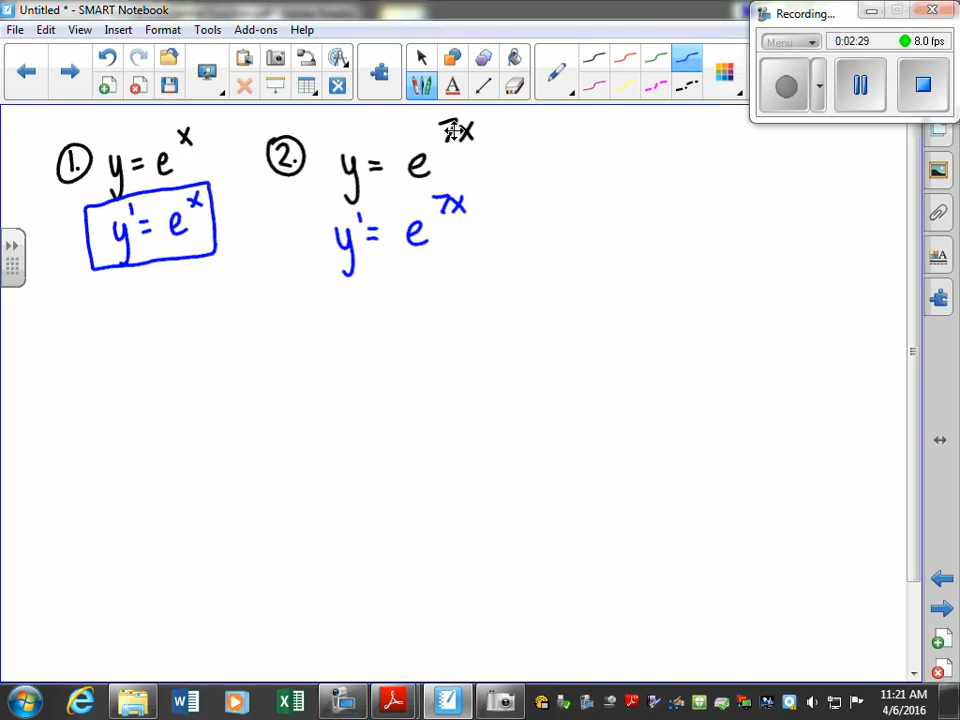 Untitled * - SMART Notebook
File Edit View Insert Format Tools Add-ons Help
Recording...
Menu 0:02:29 8.0 fps
1. y = e^x
y' = e^x
2. y = e^7x
y' = e^7x
11:21 AM
4/6/2016